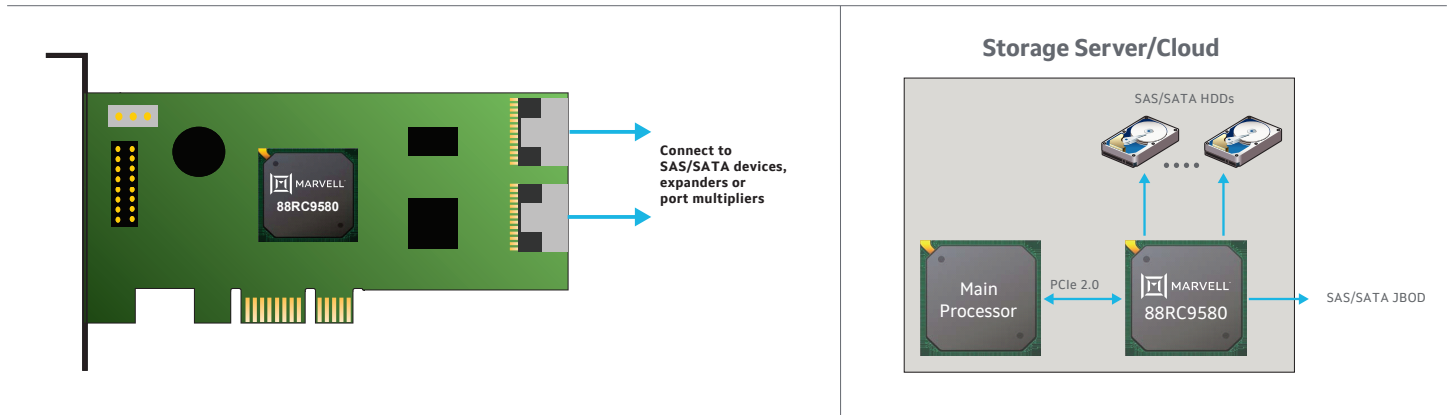 MARVELL
88RC9580
Connect to
SAS/SATA devices,
expanders or
port multipliers
Storage Server/Cloud
SAS/SATA HDDs
Main
Processor
PCIe 2.0
MARVELL
88RC9580
SAS/SATA JBOD